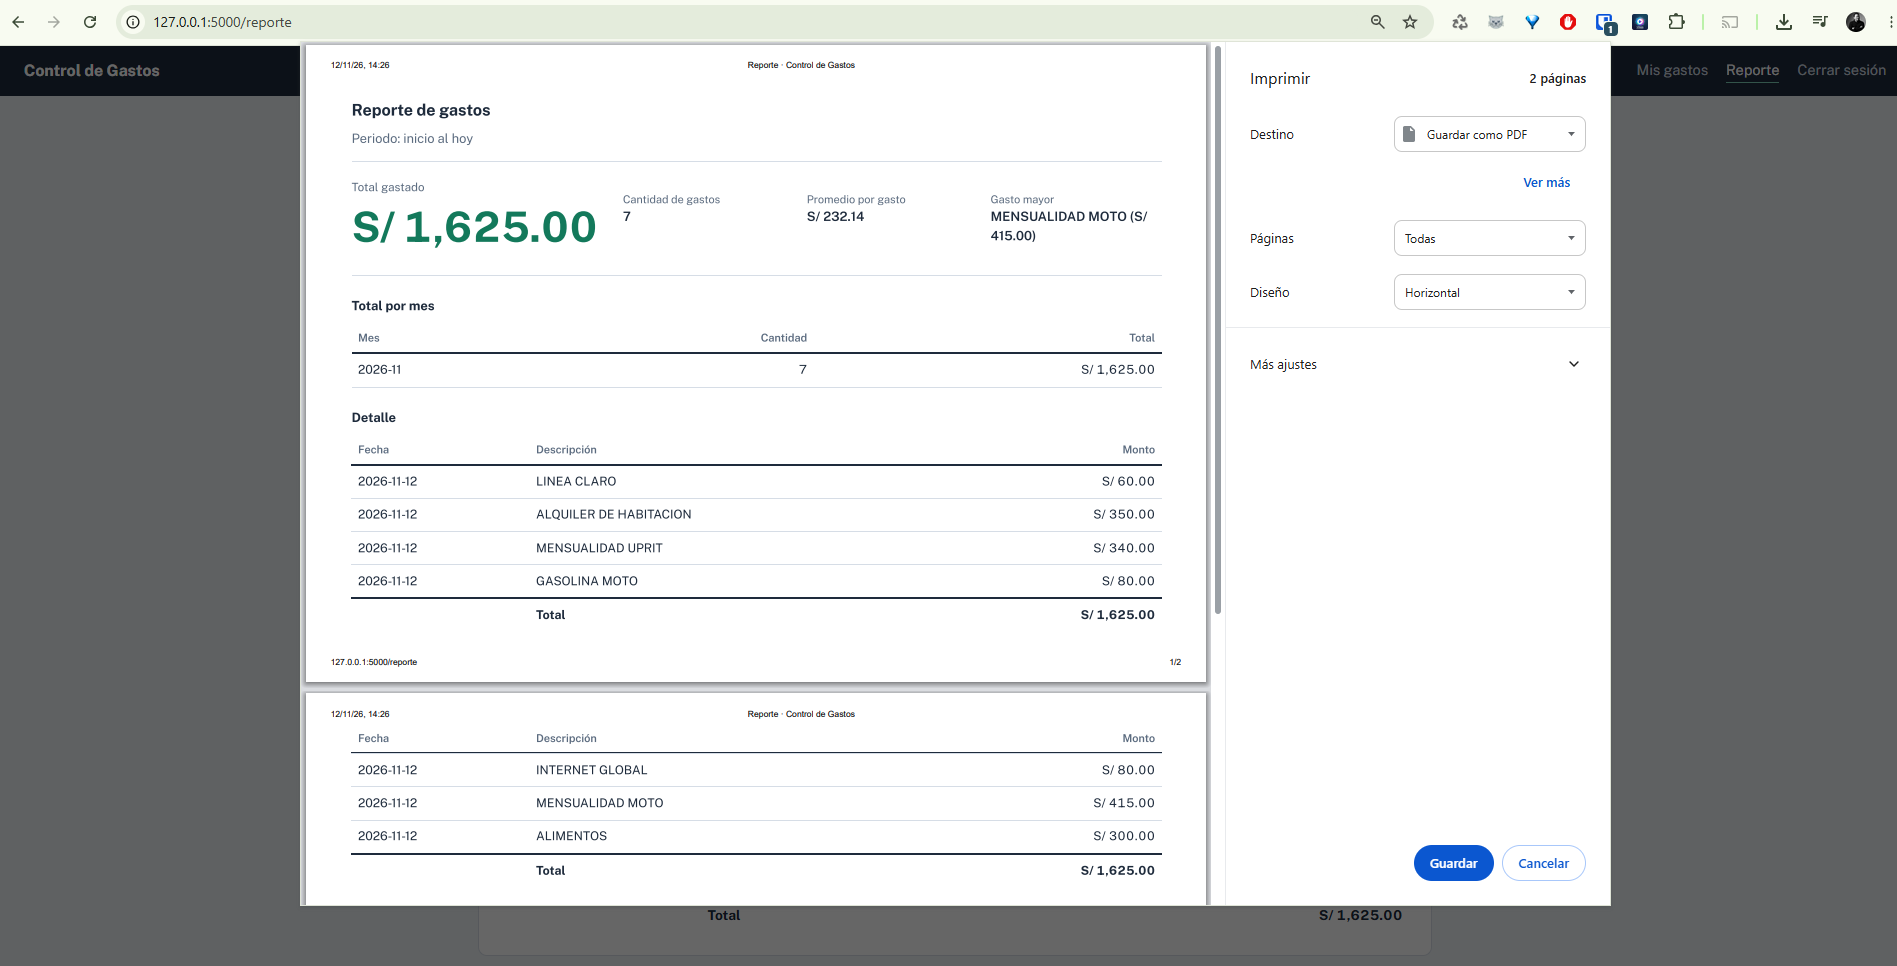 127.0.0.1:5000/reporte
1
Control de Gastos
Mis gastos Reporte Cerrar sesión
12/11/26, 14:26 Reporte · Control de Gastos
Reporte de gastos
Periodo: inicio al hoy
Total gastado
S/ 1,625.00
Cantidad de gastos
7
Promedio por gasto
S/ 232.14
Gasto mayor
MENSUALIDAD MOTO (S/
415.00)
Total por mes
Mes Cantidad Total
2026-11 7 S/ 1,625.00
Detalle
Fecha Descripción Monto
2026-11-12 LINEA CLARO S/ 60.00
2026-11-12 ALQUILER DE HABITACION S/ 350.00
2026-11-12 MENSUALIDAD UPRIT S/ 340.00
2026-11-12 GASOLINA MOTO S/ 80.00
Total S/ 1,625.00
127.0.0.1:5000/reporte 1/2
12/11/26, 14:26 Reporte · Control de Gastos
Fecha Descripción Monto
2026-11-12 INTERNET GLOBAL S/ 80.00
2026-11-12 MENSUALIDAD MOTO S/ 415.00
2026-11-12 ALIMENTOS S/ 300.00
Total S/ 1,625.00
Imprimir 2 páginas
Destino Guardar como PDF
Ver más
Páginas Todas
Diseño Horizontal
Más ajustes
Guardar Cancelar
Total S/ 1,625.00